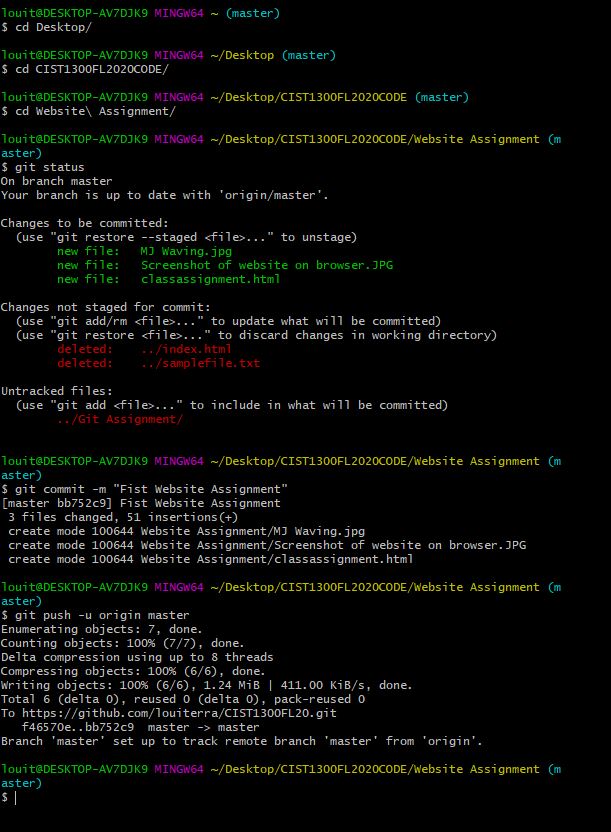 louit@DESKTOP-AV7DJK9 MINGW64 ~ (master)
$ cd Desktop/
louit@DESKTOP-AV7DJK9 MINGW64 ~/Desktop (master)
$ cd CIST1300FL2020CODE/
louit@DESKTOP-AV7DJK9 MINGW64 ~/Desktop/CIST1300FL2020CODE (master)
$ cd Website\ Assignment/
louit@DESKTOP-AV7DJK9 MINGW64 ~/Desktop/CIST1300FL2020CODE/Website Assignment (m
aster)
$ git status
On branch master
Your branch is up to date with 'origin/master'.
Changes to be committed:
(use "git restore --staged <file>..." to unstage)
new file:   MJ Waving.jpg
new file:   Screenshot of website on browser.JPG
new file:   classassignment.html
Changes not staged for commit:
(use "git add/rm <file>..." to update what will be committed)
(use "git restore <file>..." to discard changes in working directory)
deleted:    ../index.html
deleted:    ../samplefile.txt
Untracked files:
(use "git add <file>..." to include in what will be committed)
../Git Assignment/
louit@DESKTOP-AV7DJK9 MINGW64 ~/Desktop/CIST1300FL2020CODE/Website Assignment (m
aster)
$ git commit -m "Fist Website Assignment"
[master bb752c9] Fist Website Assignment
3 files changed, 51 insertions(+)
create mode 100644 Website Assignment/MJ Waving.jpg
create mode 100644 Website Assignment/Screenshot of website on browser.JPG
create mode 100644 Website Assignment/classassignment.html
louit@DESKTOP-AV7DJK9 MINGW64 ~/Desktop/CIST1300FL2020CODE/Website Assignment (m
aster)
$ git push -u origin master
Enumerating objects: 7, done.
Counting objects: 100% (7/7), done.
Delta compression using up to 8 threads
Compressing objects: 100% (6/6), done.
Writing objects: 100% (6/6), 1.24 MiB | 411.00 KiB/s, done.
Total 6 (delta 0), reused 0 (delta 0), pack-reused 0
To https://github.com/louiterra/CIST1300FL20.git
f46570e..bb752c9  master -> master
Branch 'master' set up to track remote branch 'master' from 'origin'.
louit@DESKTOP-AV7DJK9 MINGW64 ~/Desktop/CIST1300FL2020CODE/Website Assignment (m
aster)
$